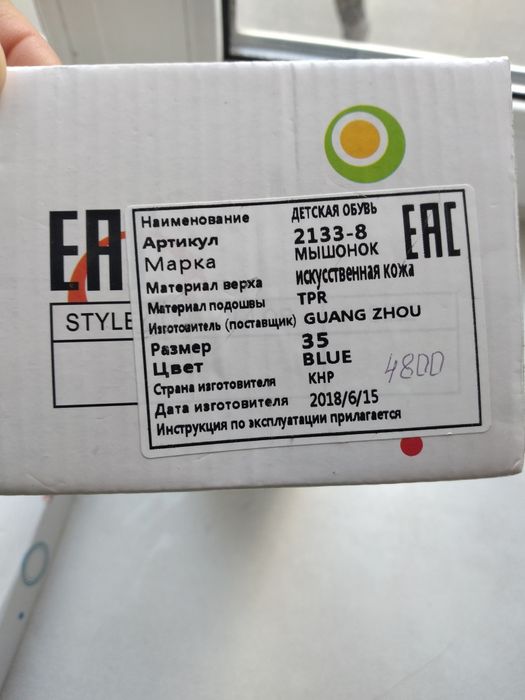 Наименование ДЕТСКАЯ ОБУВЬ
Артикул 2133-8
Марка МЫШОНОК
Материал верха искусственная кожа
Материал подошвы TPR
Изготовитель (поставщик) GUANG ZHOU
Размер 35
Цвет BLUE
Страна изготовителя КНР
Дата изготовителя 2018/6/15
Инструкция по эксплуатации прилагается
EAC
4800
EA
STYLE